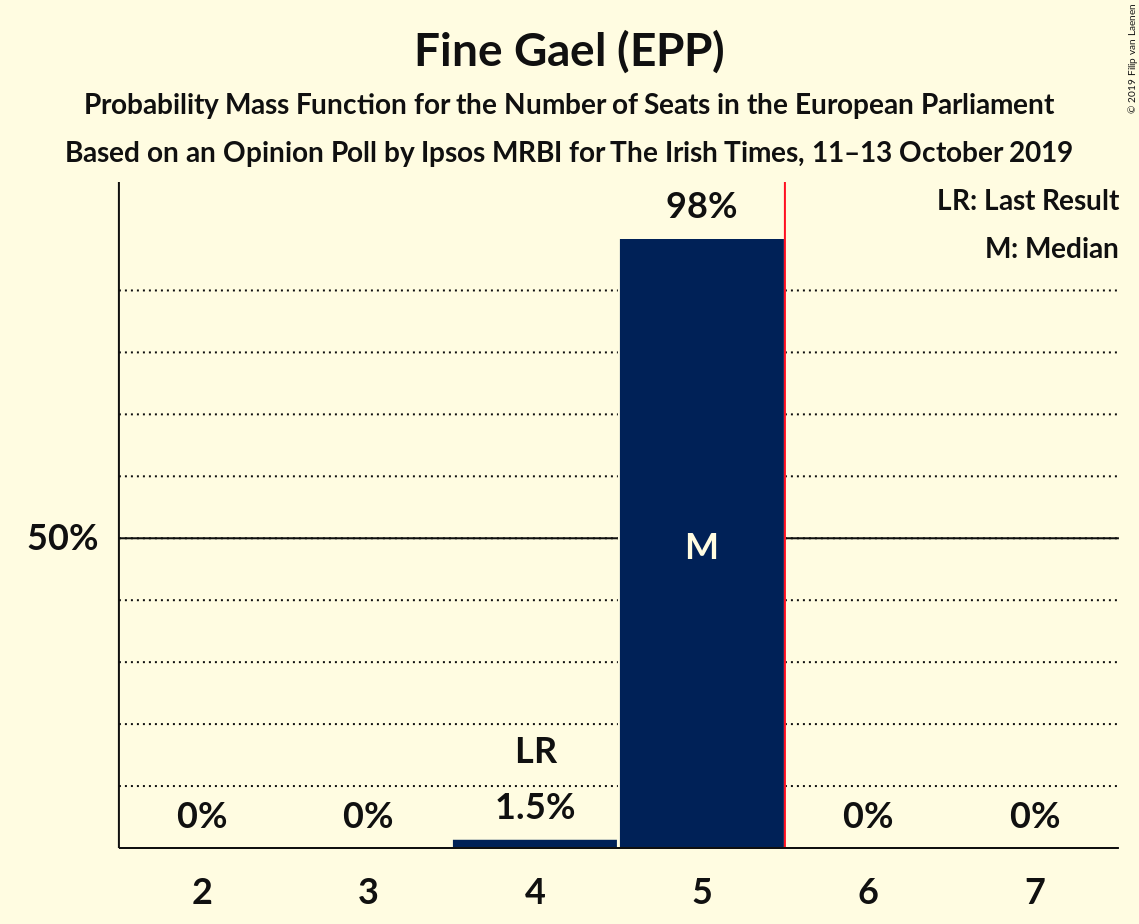 Fine Gael (EPP)
Probability Mass Function for the Number of Seats in the European Parliament
Based on an Opinion Poll by Ipsos MRBI for The Irish Times, 11–13 October 2019
© 2019 Filip van Laenen
LR: Last Result
M: Median
98%
50%
M
LR
0%
0%
1.5%
0%
0%
2
3
4
5
6
7